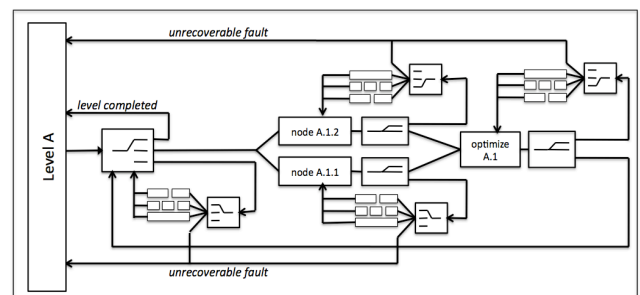 unrecoverable fault
level completed
Level A
node A.1.2
node A.1.1
optimize
A.1
unrecoverable fault